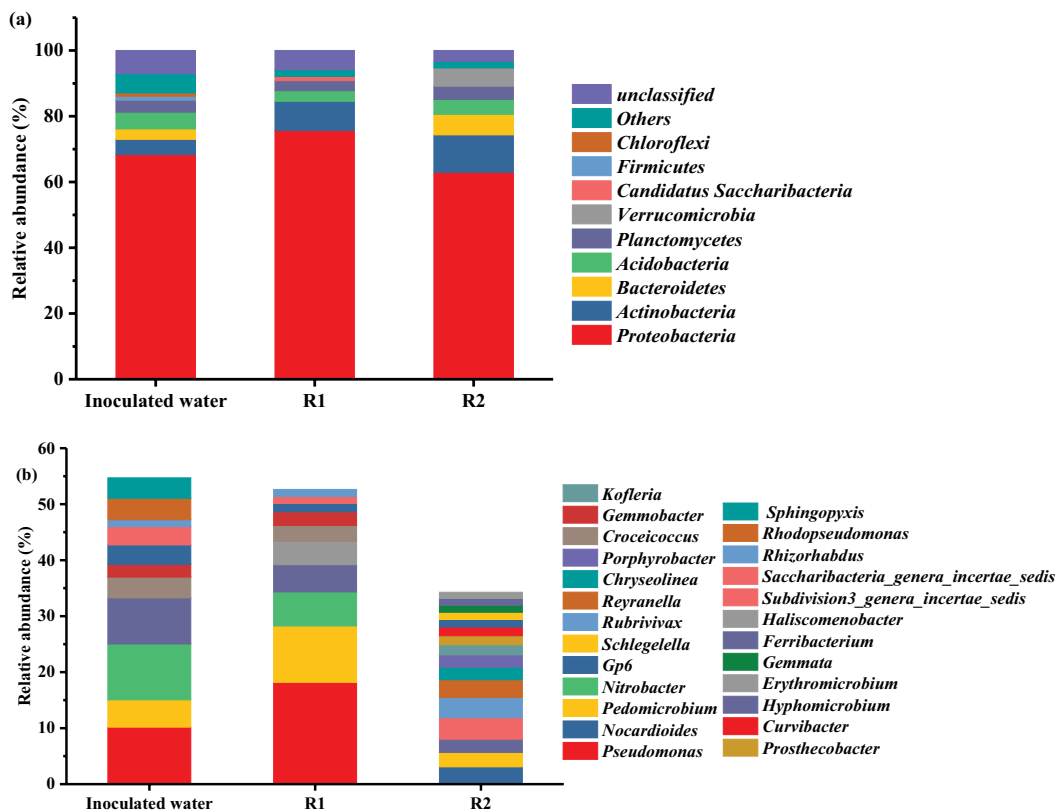 (a)
Relative abundance (%)
100
80
60
40
20
0
Inoculated water
R1
R2
unclassified
Others
Chloroflexi
Firmicutes
Candidatus Saccharibacteria
Verrucomicrobia
Planctomycetes
Acidobacteria
Bacteroidetes
Actinobacteria
Proteobacteria
(b)
Relative abundance (%)
60
50
40
30
20
10
0
Inoculated water
R1
R2
Kofleria
Gemmobacter
Croceicoccus
Porphyrobacter
Chryseolinea
Reyranella
Rubrivivax
Schlegelella
Gp6
Nitrobacter
Pedomicrobium
Nocardioides
Pseudomonas
Sphingopyxis
Rhodopseudomonas
Rhizorhabdus
Saccharibacteria_genera_incertae_sedis
Subdivision3_genera_incertae_sedis
Haliscomenobacter
Ferribacterium
Gemmata
Erythromicrobium
Hyphomicrobium
Curvibacter
Prosthecobacter